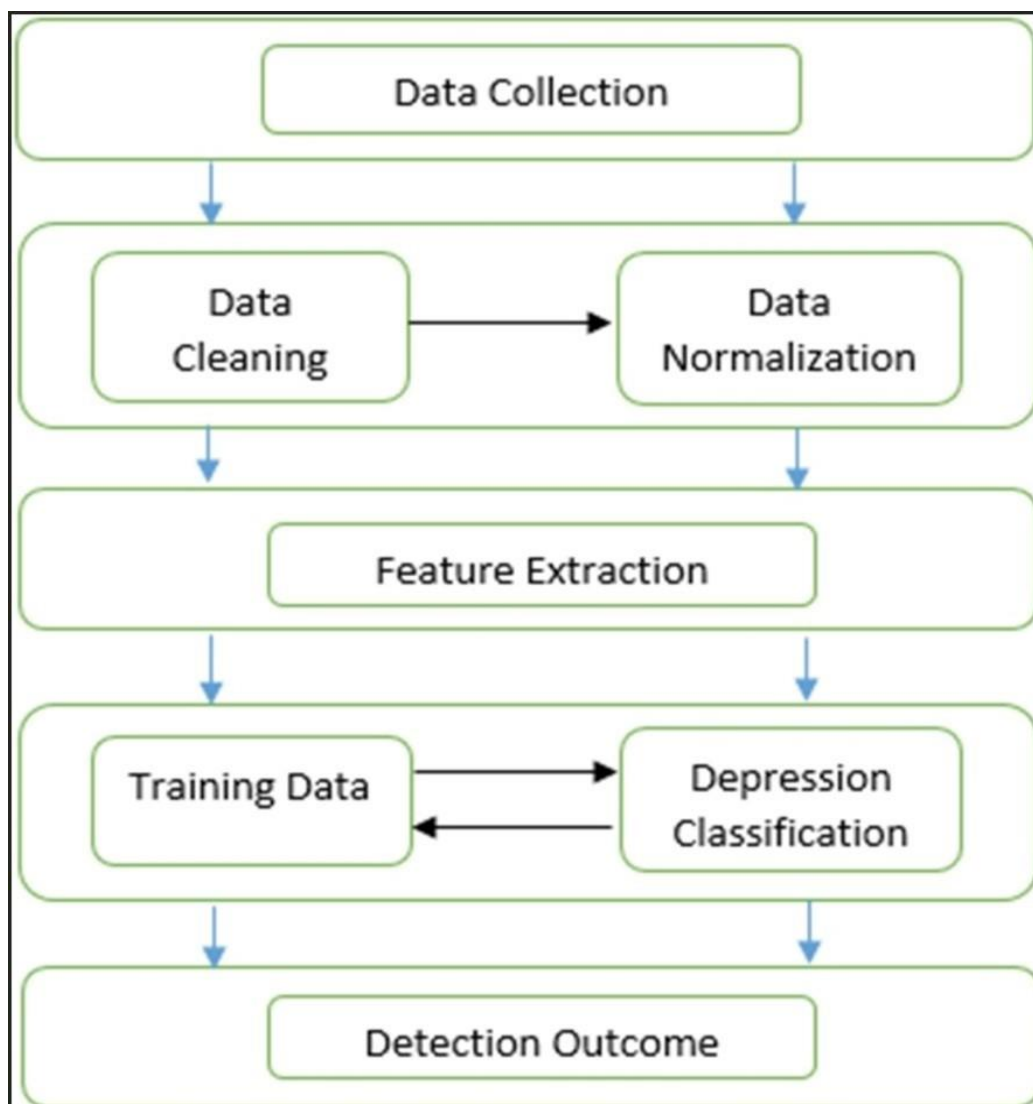 Data Collection
Data
Cleaning
Data
Normalization
Feature Extraction
Training Data
Depression
Classification
Detection Outcome